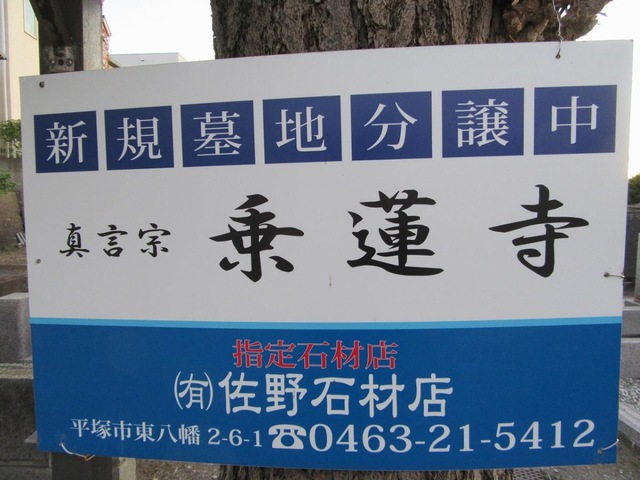 新規墓地分譲中
真言宗 乗蓮寺
指定石材店
㈲佐野石材店
平塚市東八幡 2-6-1 ☎0463-21-5412